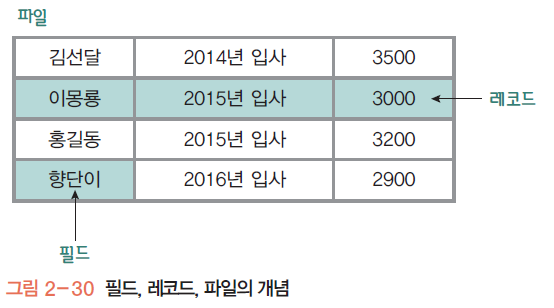 파일
김선달 2014년 입사 3500
이몽룡 2015년 입사 3000 레코드
홍길동 2015년 입사 3200
향단이 2016년 입사 2900
필드
그림 2-30 필드, 레코드, 파일의 개념